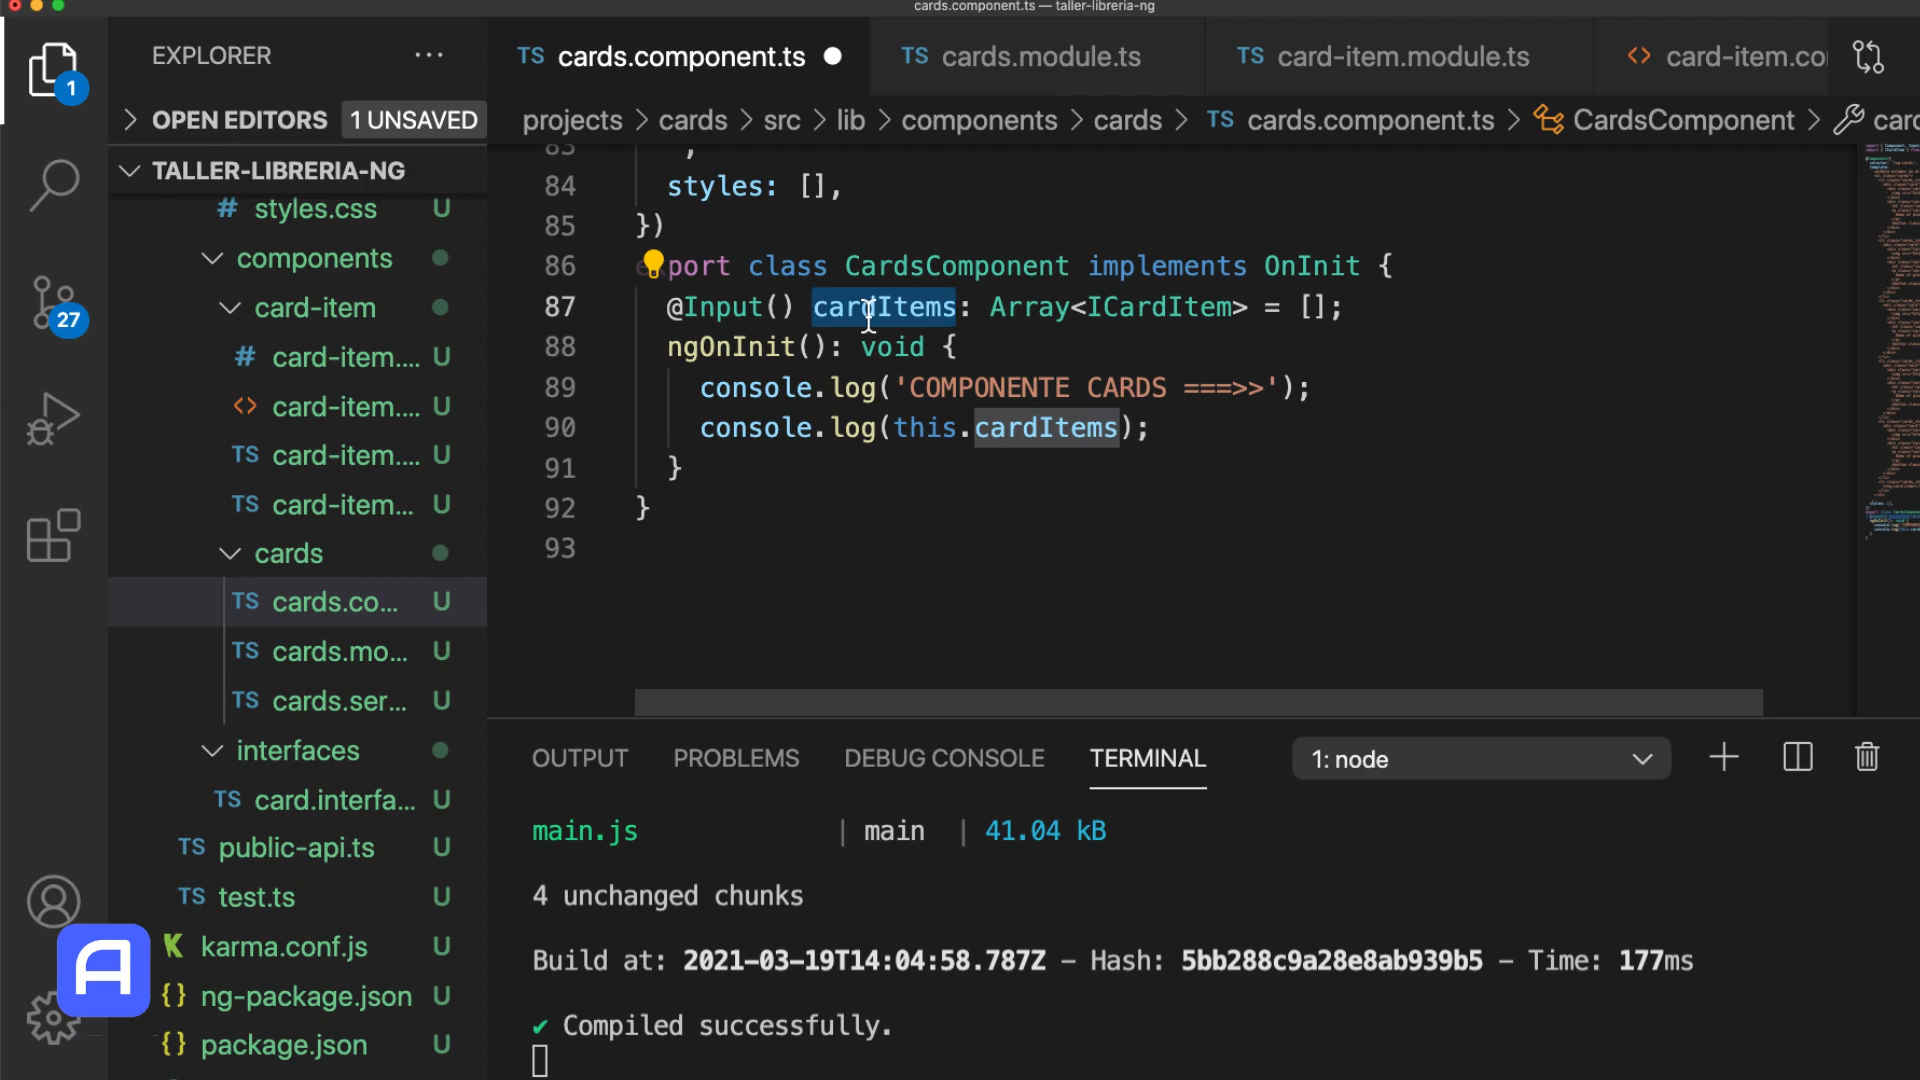 cards.component.ts — taller-libreria-ng
EXPLORER ···
TS cards.component.ts
TS cards.module.ts
TS card-item.module.ts
<> card-item.co
1
OPEN EDITORS 1 UNSAVED
projects > cards > src > lib > components > cards > TS cards.component.ts > CardsComponent > card
TALLER-LIBRERIA-NG
# styles.css U
components
card-item
27
# card-item.... U
<> card-item.... U
TS card-item.... U
TS card-item... U
cards
TS cards.co... U
TS cards.mo... U
TS cards.ser... U
interfaces
TS card.interfa... U
TS public-api.ts U
TS test.ts U
K karma.conf.js U
{} ng-package.json U
{} package.json U
A
83 ,
84 styles: [],
85 })
86 port class CardsComponent implements OnInit {
87 @Input() cardItems: Array<ICardItem> = [];
88 ngOnInit(): void {
89 console.log('COMPONENTE CARDS ===>>');
90 console.log(this.cardItems);
91 }
92 }
93
OUTPUT PROBLEMS DEBUG CONSOLE TERMINAL 1: node
main.js | main | 41.04 kB
4 unchanged chunks
Build at: 2021-03-19T14:04:58.787Z - Hash: 5bb288c9a28e8ab939b5 - Time: 177ms
✔ Compiled successfully.